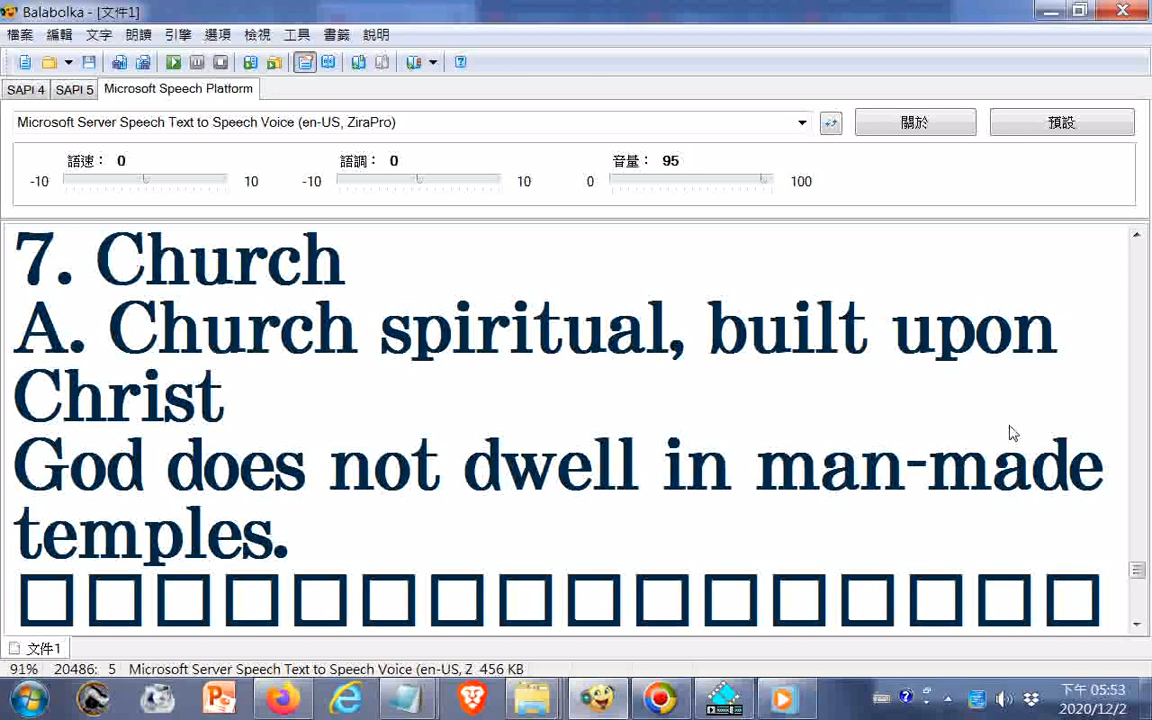 Balabolka - [文件1]
檔案 編輯 文字 朗讀 引擎 選項 檢視 工具 書籤 說明
SAPI 4 SAPI 5 Microsoft Speech Platform
Microsoft Server Speech Text to Speech Voice (en-US, ZiraPro) 關於 預設
語速： 0 語調： 0 音量： 95
-10 10 -10 10 0 100
7. Church
A. Church spiritual, built upon
Christ
God does not dwell in man-made
temples.
□□□□□□□□□□□□□□□□
文件1
91% 20486: 5 Microsoft Server Speech Text to Speech Voice (en-US, Z 456 KB
下午 05:53
2020/12/2